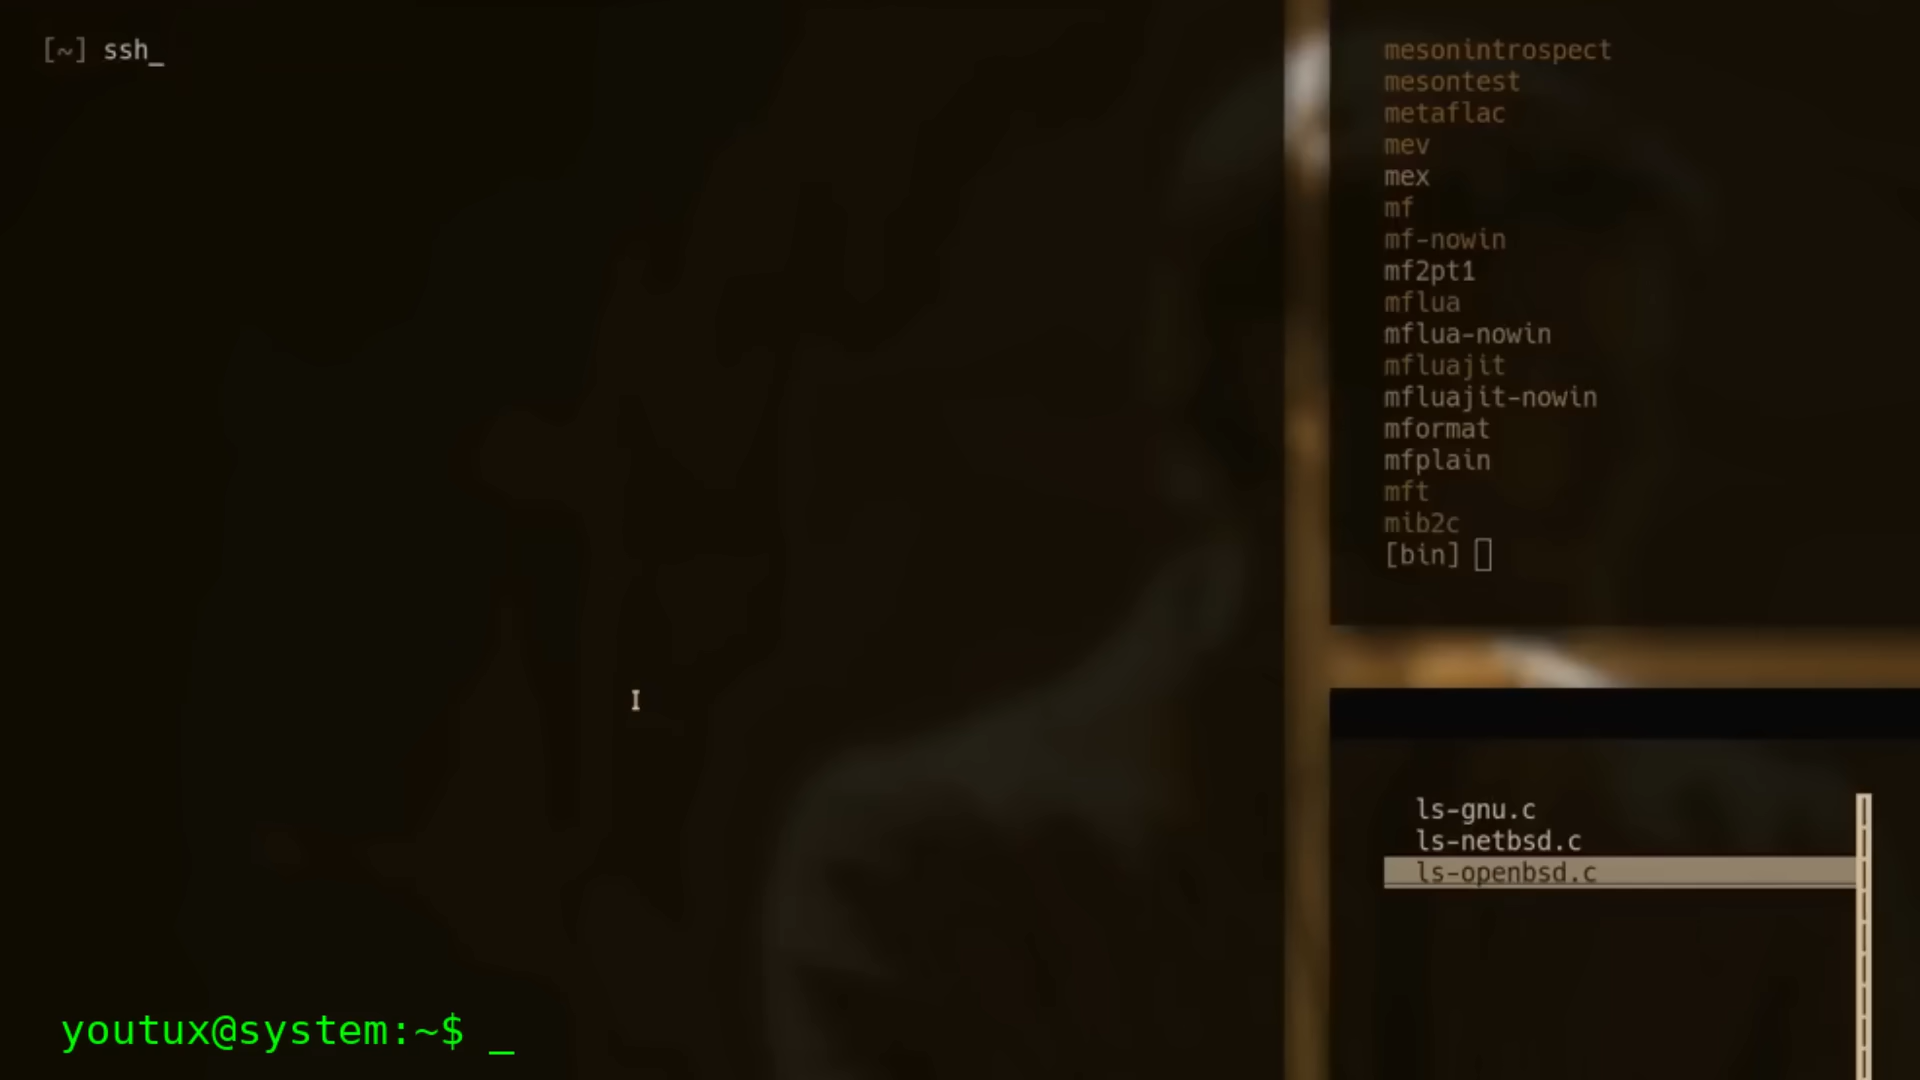 [~] ssh_
mesonintrospect
mesontest
metaflac
mev
mex
mf
mf-nowin
mf2pt1
mflua
mflua-nowin
mfluajit
mfluajit-nowin
mformat
mfplain
mft
mib2c
[bin]
ls-gnu.c
ls-netbsd.c
ls-openbsd.c
youtux@system:~$ _